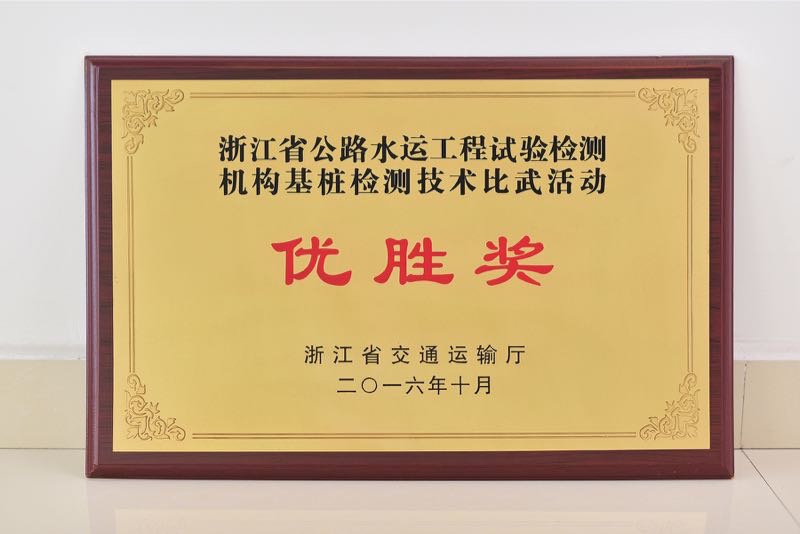 浙江省公路水运工程试验检测
机构基桩检测技术比武活动
优胜奖
浙江省交通运输厅
二〇一六年十月